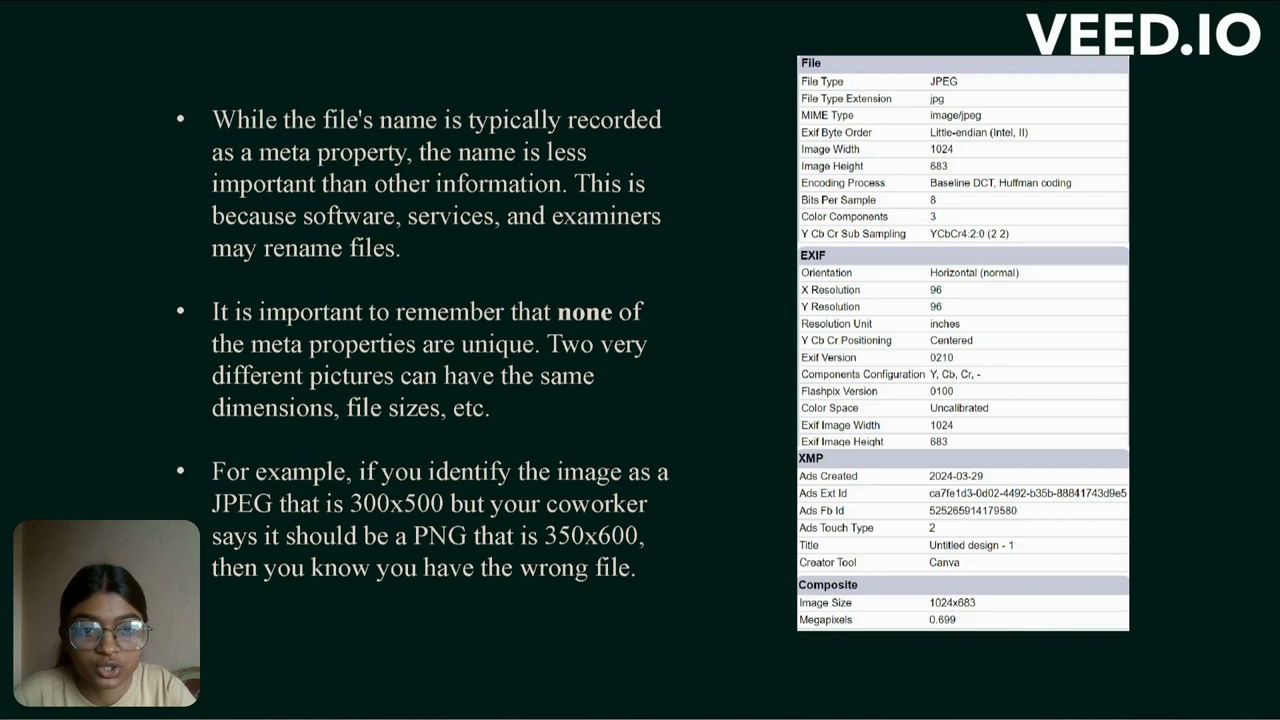 VEED.IO
• While the file's name is typically recorded
as a meta property, the name is less
important than other information. This is
because software, services, and examiners
may rename files.
• It is important to remember that none of
the meta properties are unique. Two very
different pictures can have the same
dimensions, file sizes, etc.
• For example, if you identify the image as a
JPEG that is 300x500 but your coworker
says it should be a PNG that is 350x600,
then you know you have the wrong file.
File
File Type JPEG
File Type Extension jpg
MIME Type image/jpeg
Exif Byte Order Little-endian (Intel, II)
Image Width 1024
Image Height 683
Encoding Process Baseline DCT, Huffman coding
Bits Per Sample 8
Color Components 3
Y Cb Cr Sub Sampling YCbCr4:2:0 (2 2)
EXIF
Orientation Horizontal (normal)
X Resolution 96
Y Resolution 96
Resolution Unit inches
Y Cb Cr Positioning Centered
Exif Version 0210
Components Configuration Y, Cb, Cr, -
Flashpix Version 0100
Color Space Uncalibrated
Exif Image Width 1024
Exif Image Height 683
XMP
Ads Created 2024-03-29
Ads Ext Id ca7fe1d3-0d02-4492-b35b-88841743d9e5
Ads Fb Id 525265914179580
Ads Touch Type 2
Title Untitled design - 1
Creator Tool Canva
Composite
Image Size 1024x683
Megapixels 0.699